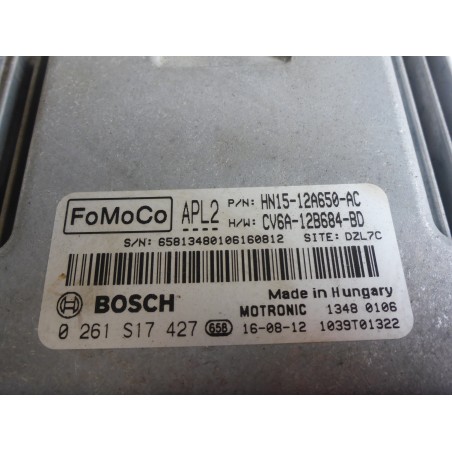 FoMoCo APL2 P/N: HN15-12A650-AC
H/W: CV6A-12B684-BD
S/N: 65813480106160812 SITE: DZL7C
BOSCH Made in Hungary
MOTRONIC 1348 0106
0 261 S17 427 658 16-08-12 1039T01322